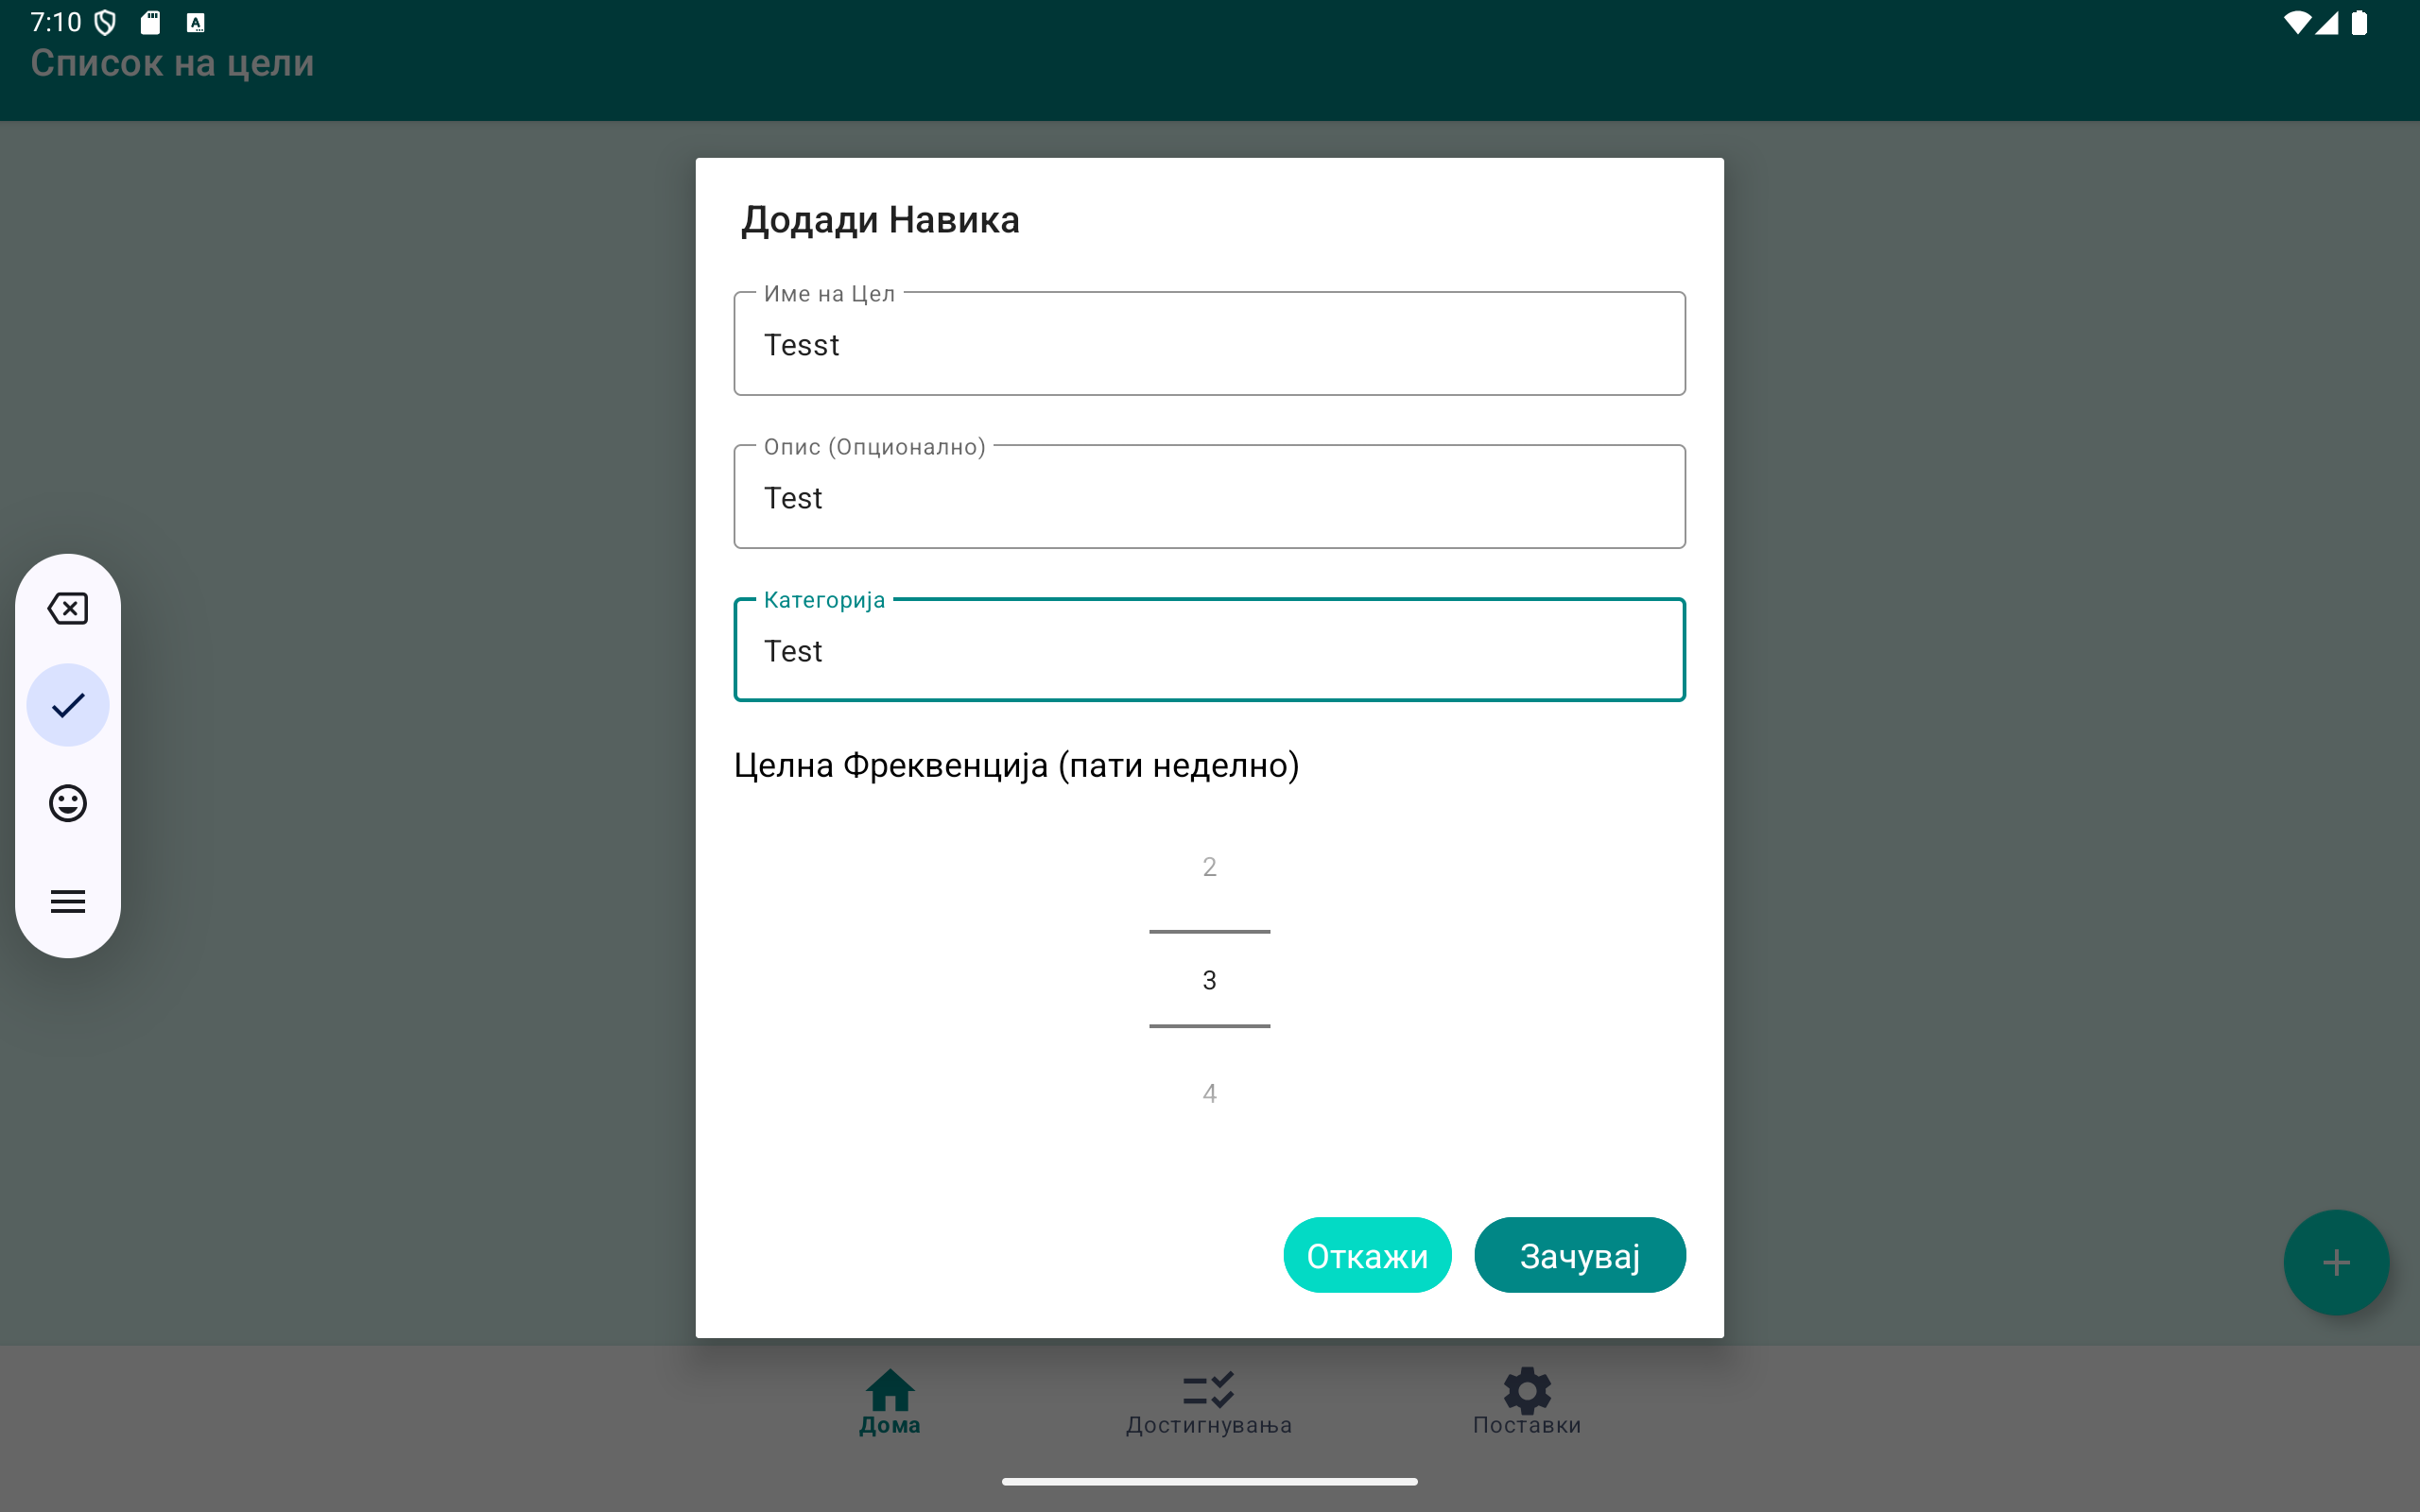 7:10
Список на цели
Додади Навика
Име на Цел
Tesst
Опис (Опционално)
Test
Категорија
Test
Целна Фреквенција (пати неделно)
2
3
4
Откажи Зачувај
Дома Достигнувања Поставки